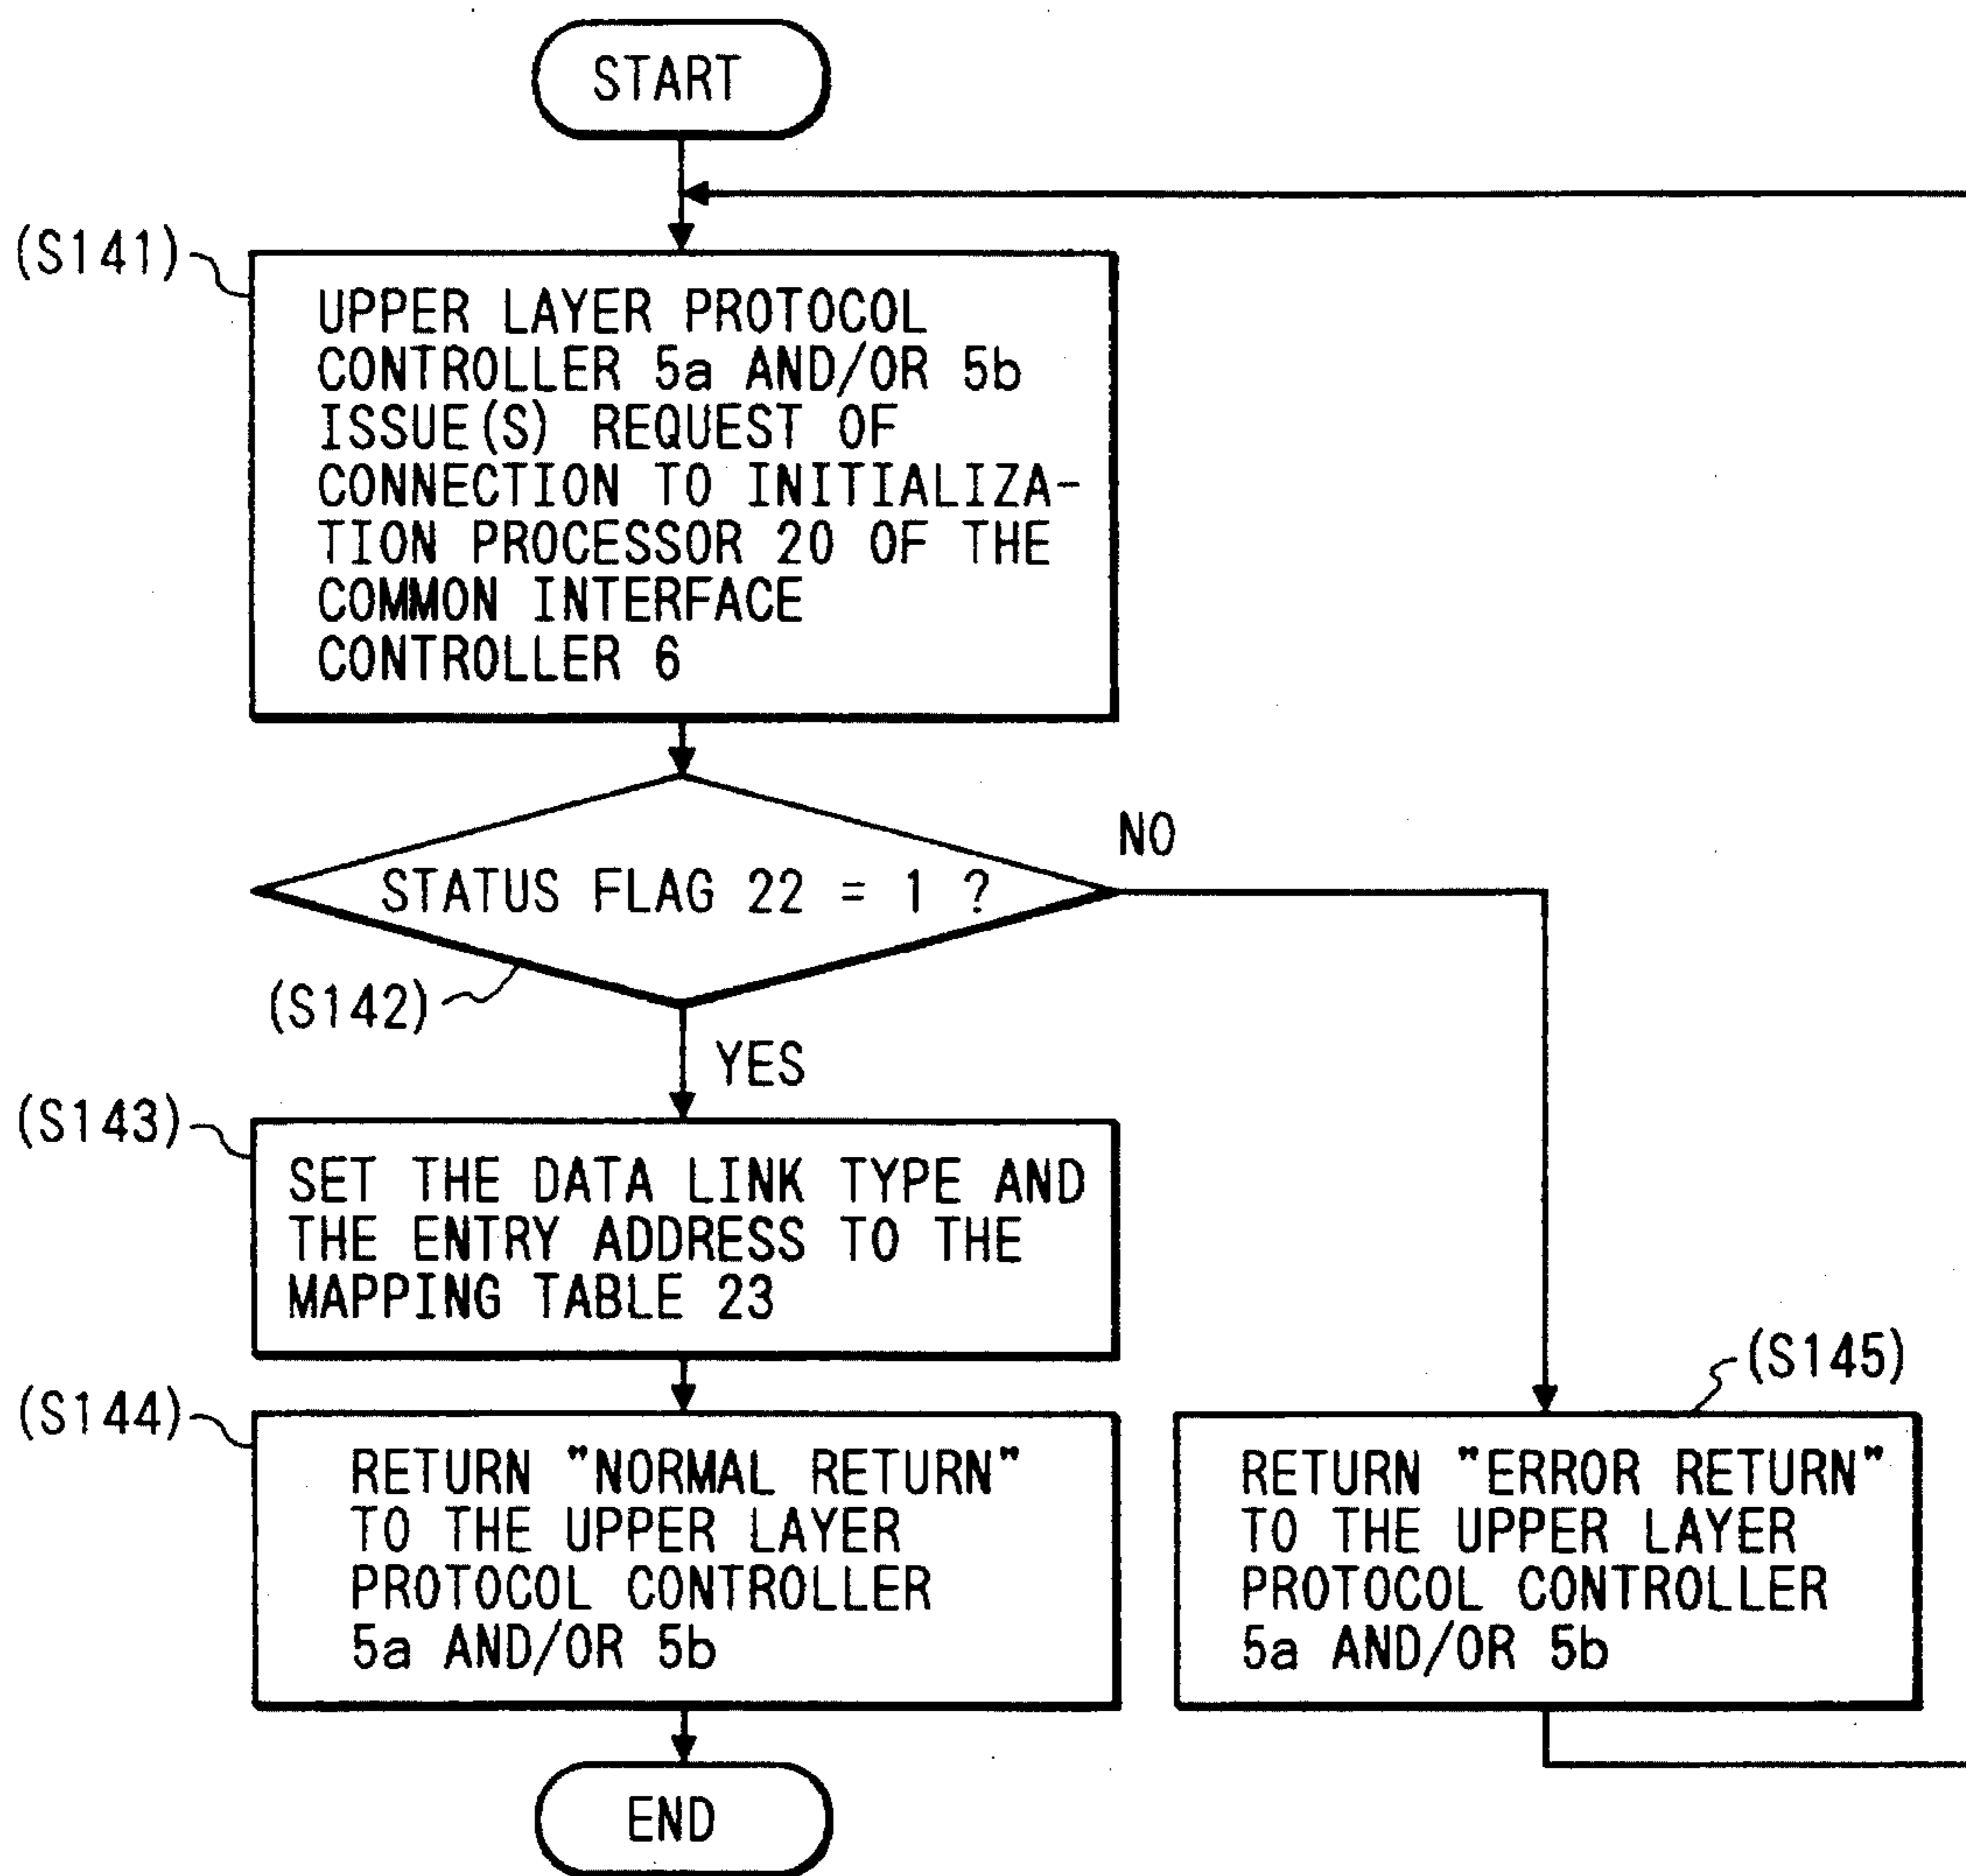 START
(S141)
UPPER LAYER PROTOCOL
CONTROLLER 5a AND/OR 5b
ISSUE(S) REQUEST OF
CONNECTION TO INITIALIZA-
TION PROCESSOR 20 OF THE
COMMON INTERFACE
CONTROLLER 6
NO
STATUS FLAG 22 = 1 ?
(S142)
YES
(S143)
SET THE DATA LINK TYPE AND
THE ENTRY ADDRESS TO THE
MAPPING TABLE 23
(S144)
RETURN "NORMAL RETURN"
TO THE UPPER LAYER
PROTOCOL CONTROLLER
5a AND/OR 5b
(S145)
RETURN "ERROR RETURN"
TO THE UPPER LAYER
PROTOCOL CONTROLLER
5a AND/OR 5b
END